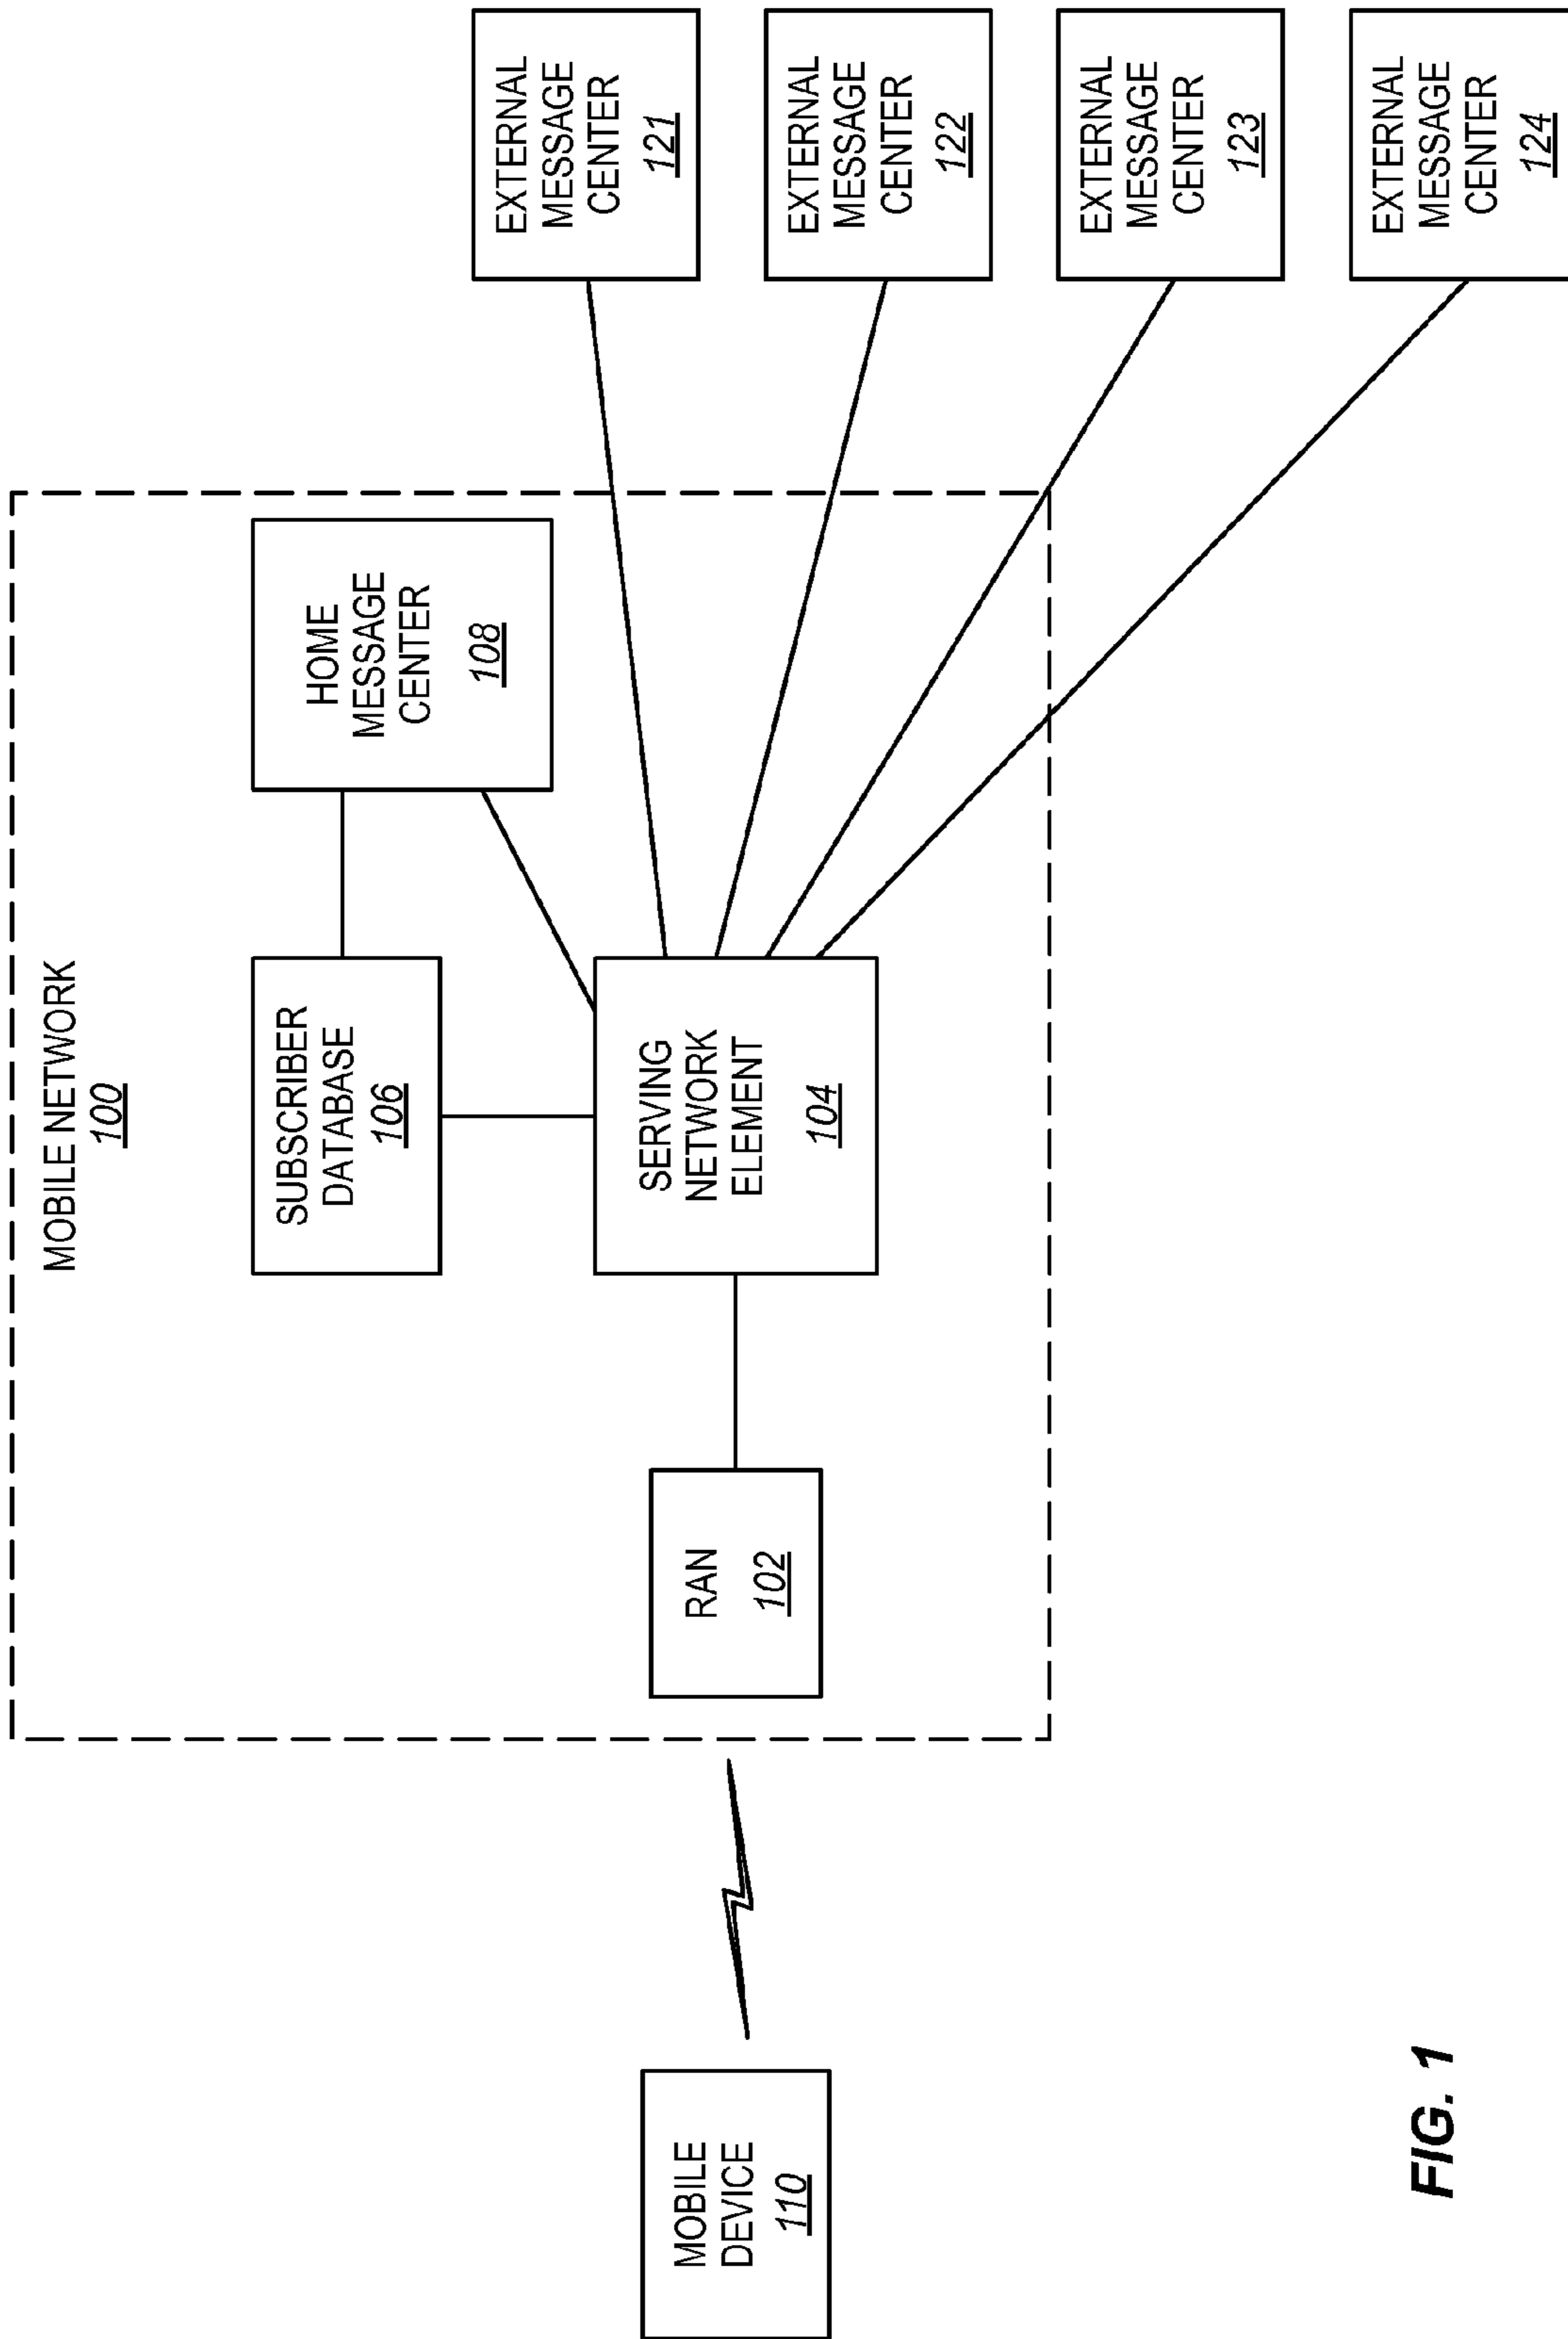 MOBILE NETWORK
100
SUBSCRIBER
DATABASE
106
HOME
MESSAGE
CENTER
108
MOBILE
DEVICE
110
RAN
102
SERVING
NETWORK
ELEMENT
104
EXTERNAL
MESSAGE
CENTER
121
EXTERNAL
MESSAGE
CENTER
122
EXTERNAL
MESSAGE
CENTER
123
EXTERNAL
MESSAGE
CENTER
124
FIG. 1